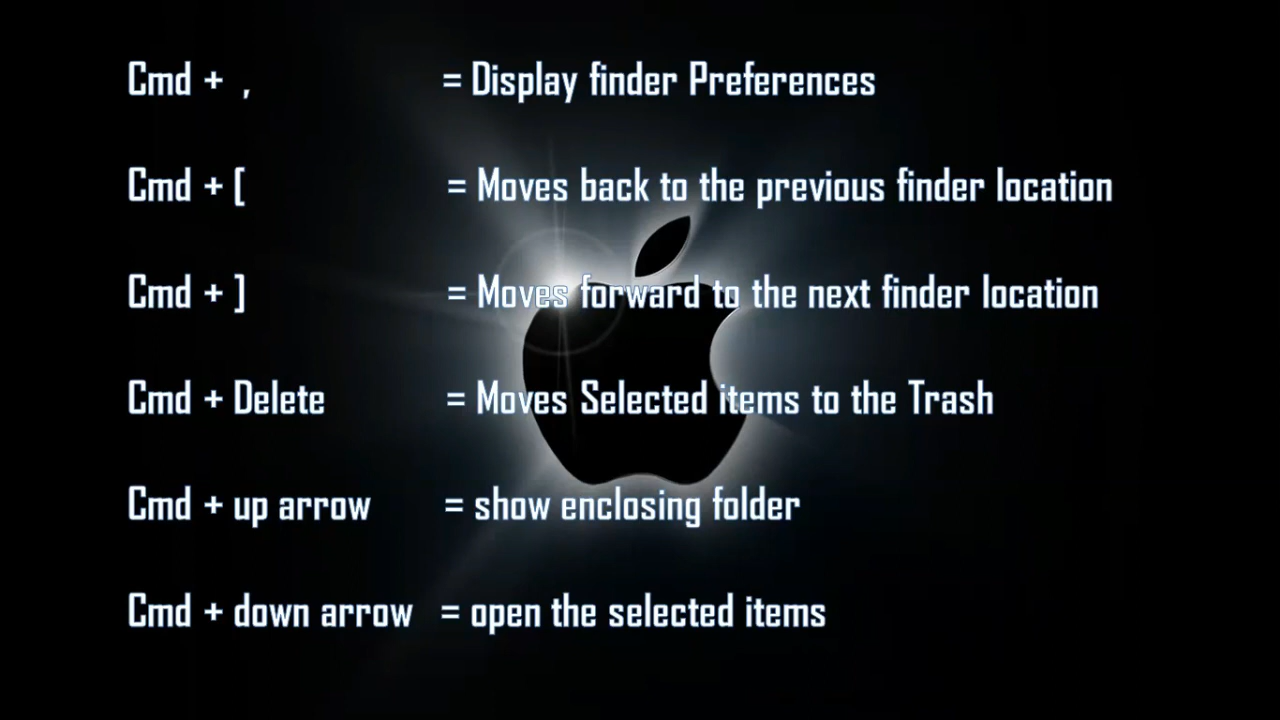 Cmd + , = Display finder Preferences
Cmd + [ = Moves back to the previous finder location
Cmd + ] = Moves forward to the next finder location
Cmd + Delete = Moves Selected items to the Trash
Cmd + up arrow = show enclosing folder
Cmd + down arrow = open the selected items